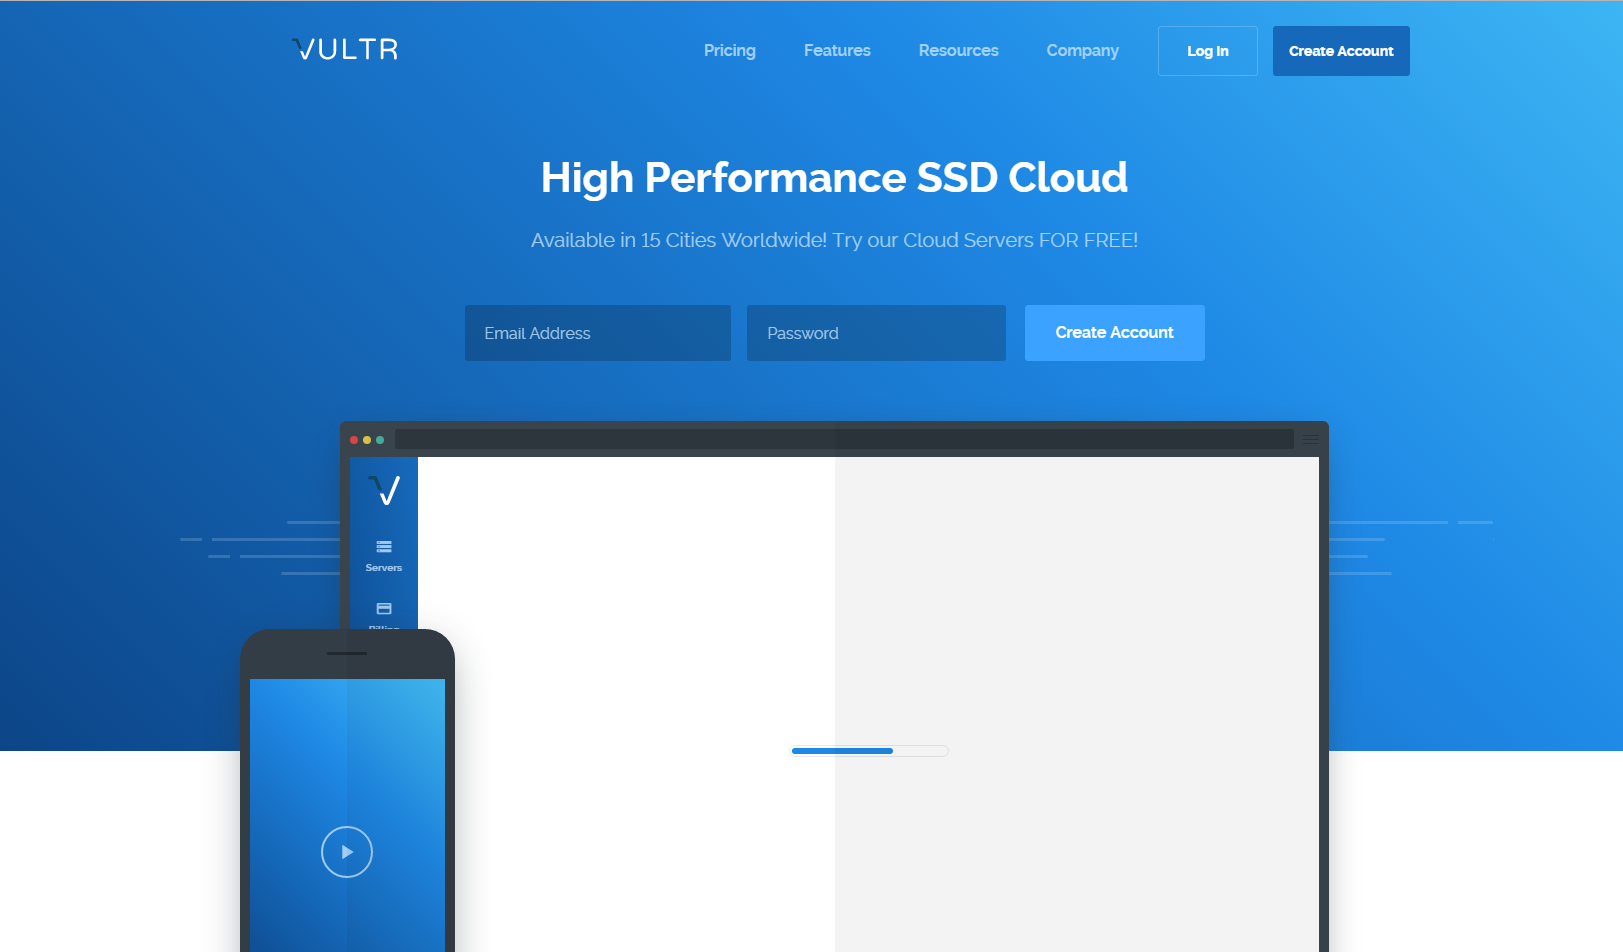 VULTR
Pricing
Features
Resources
Company
Log In
Create Account
High Performance SSD Cloud
Available in 15 Cities Worldwide! Try our Cloud Servers FOR FREE!
Email Address
Password
Create Account
Servers
Billing